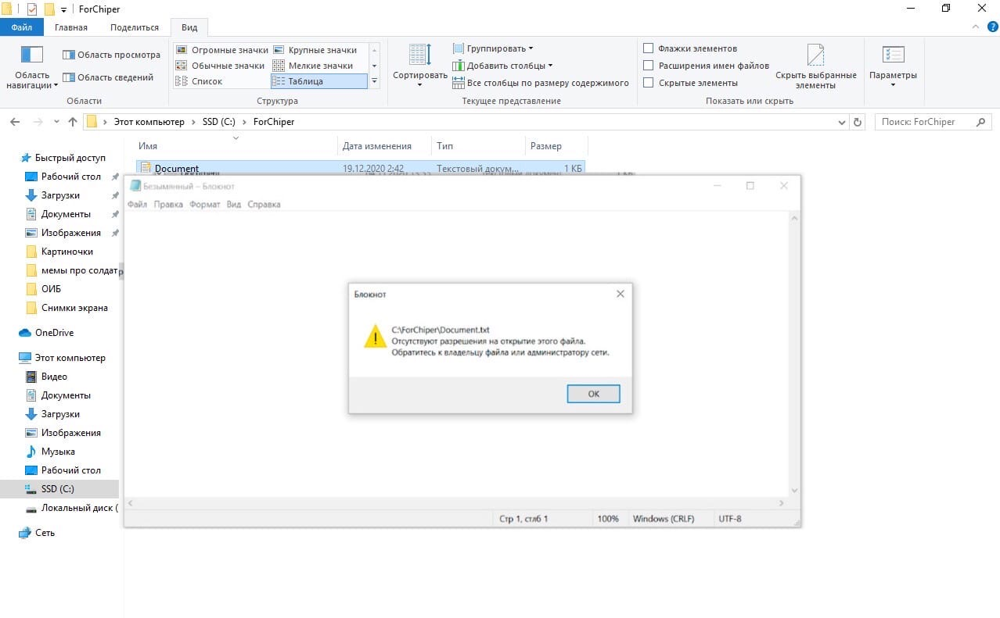 ForChiper
Файл Главная Поделиться Вид
Область навигации
Область просмотра
Область сведений
Области
Огромные значки Крупные значки
Обычные значки Мелкие значки
Список Таблица
Структура
Сортировать
Группировать
Добавить столбцы
Все столбцы по размеру содержимого
Текущее представление
Флажки элементов
Расширения имен файлов
Скрытые элементы
Скрыть выбранные
элементы
Показать или скрыть
Параметры
Этот компьютер SSD (C:) ForChiper
Поиск: ForChiper
Имя Дата изменения Тип Размер
Document 19.12.2020 2:42 Текстовый докум... 1 КБ
Быстрый доступ
Рабочий стол
Загрузки
Документы
Изображения
Картиночки
мемы про солдат
ОИБ
Снимки экрана
OneDrive
Этот компьютер
Видео
Документы
Загрузки
Изображения
Музыка
Рабочий стол
SSD (C:)
Локальный диск (
Сеть
Безымянный – Блокнот
Файл Правка Формат Вид Справка
Блокнот
C:\ForChiper\Document.txt
Отсутствуют разрешения на открытие этого файла.
Обратитесь к владельцу файла или администратору сети.
ОК
Стр 1, стлб 1 100% Windows (CRLF) UTF-8